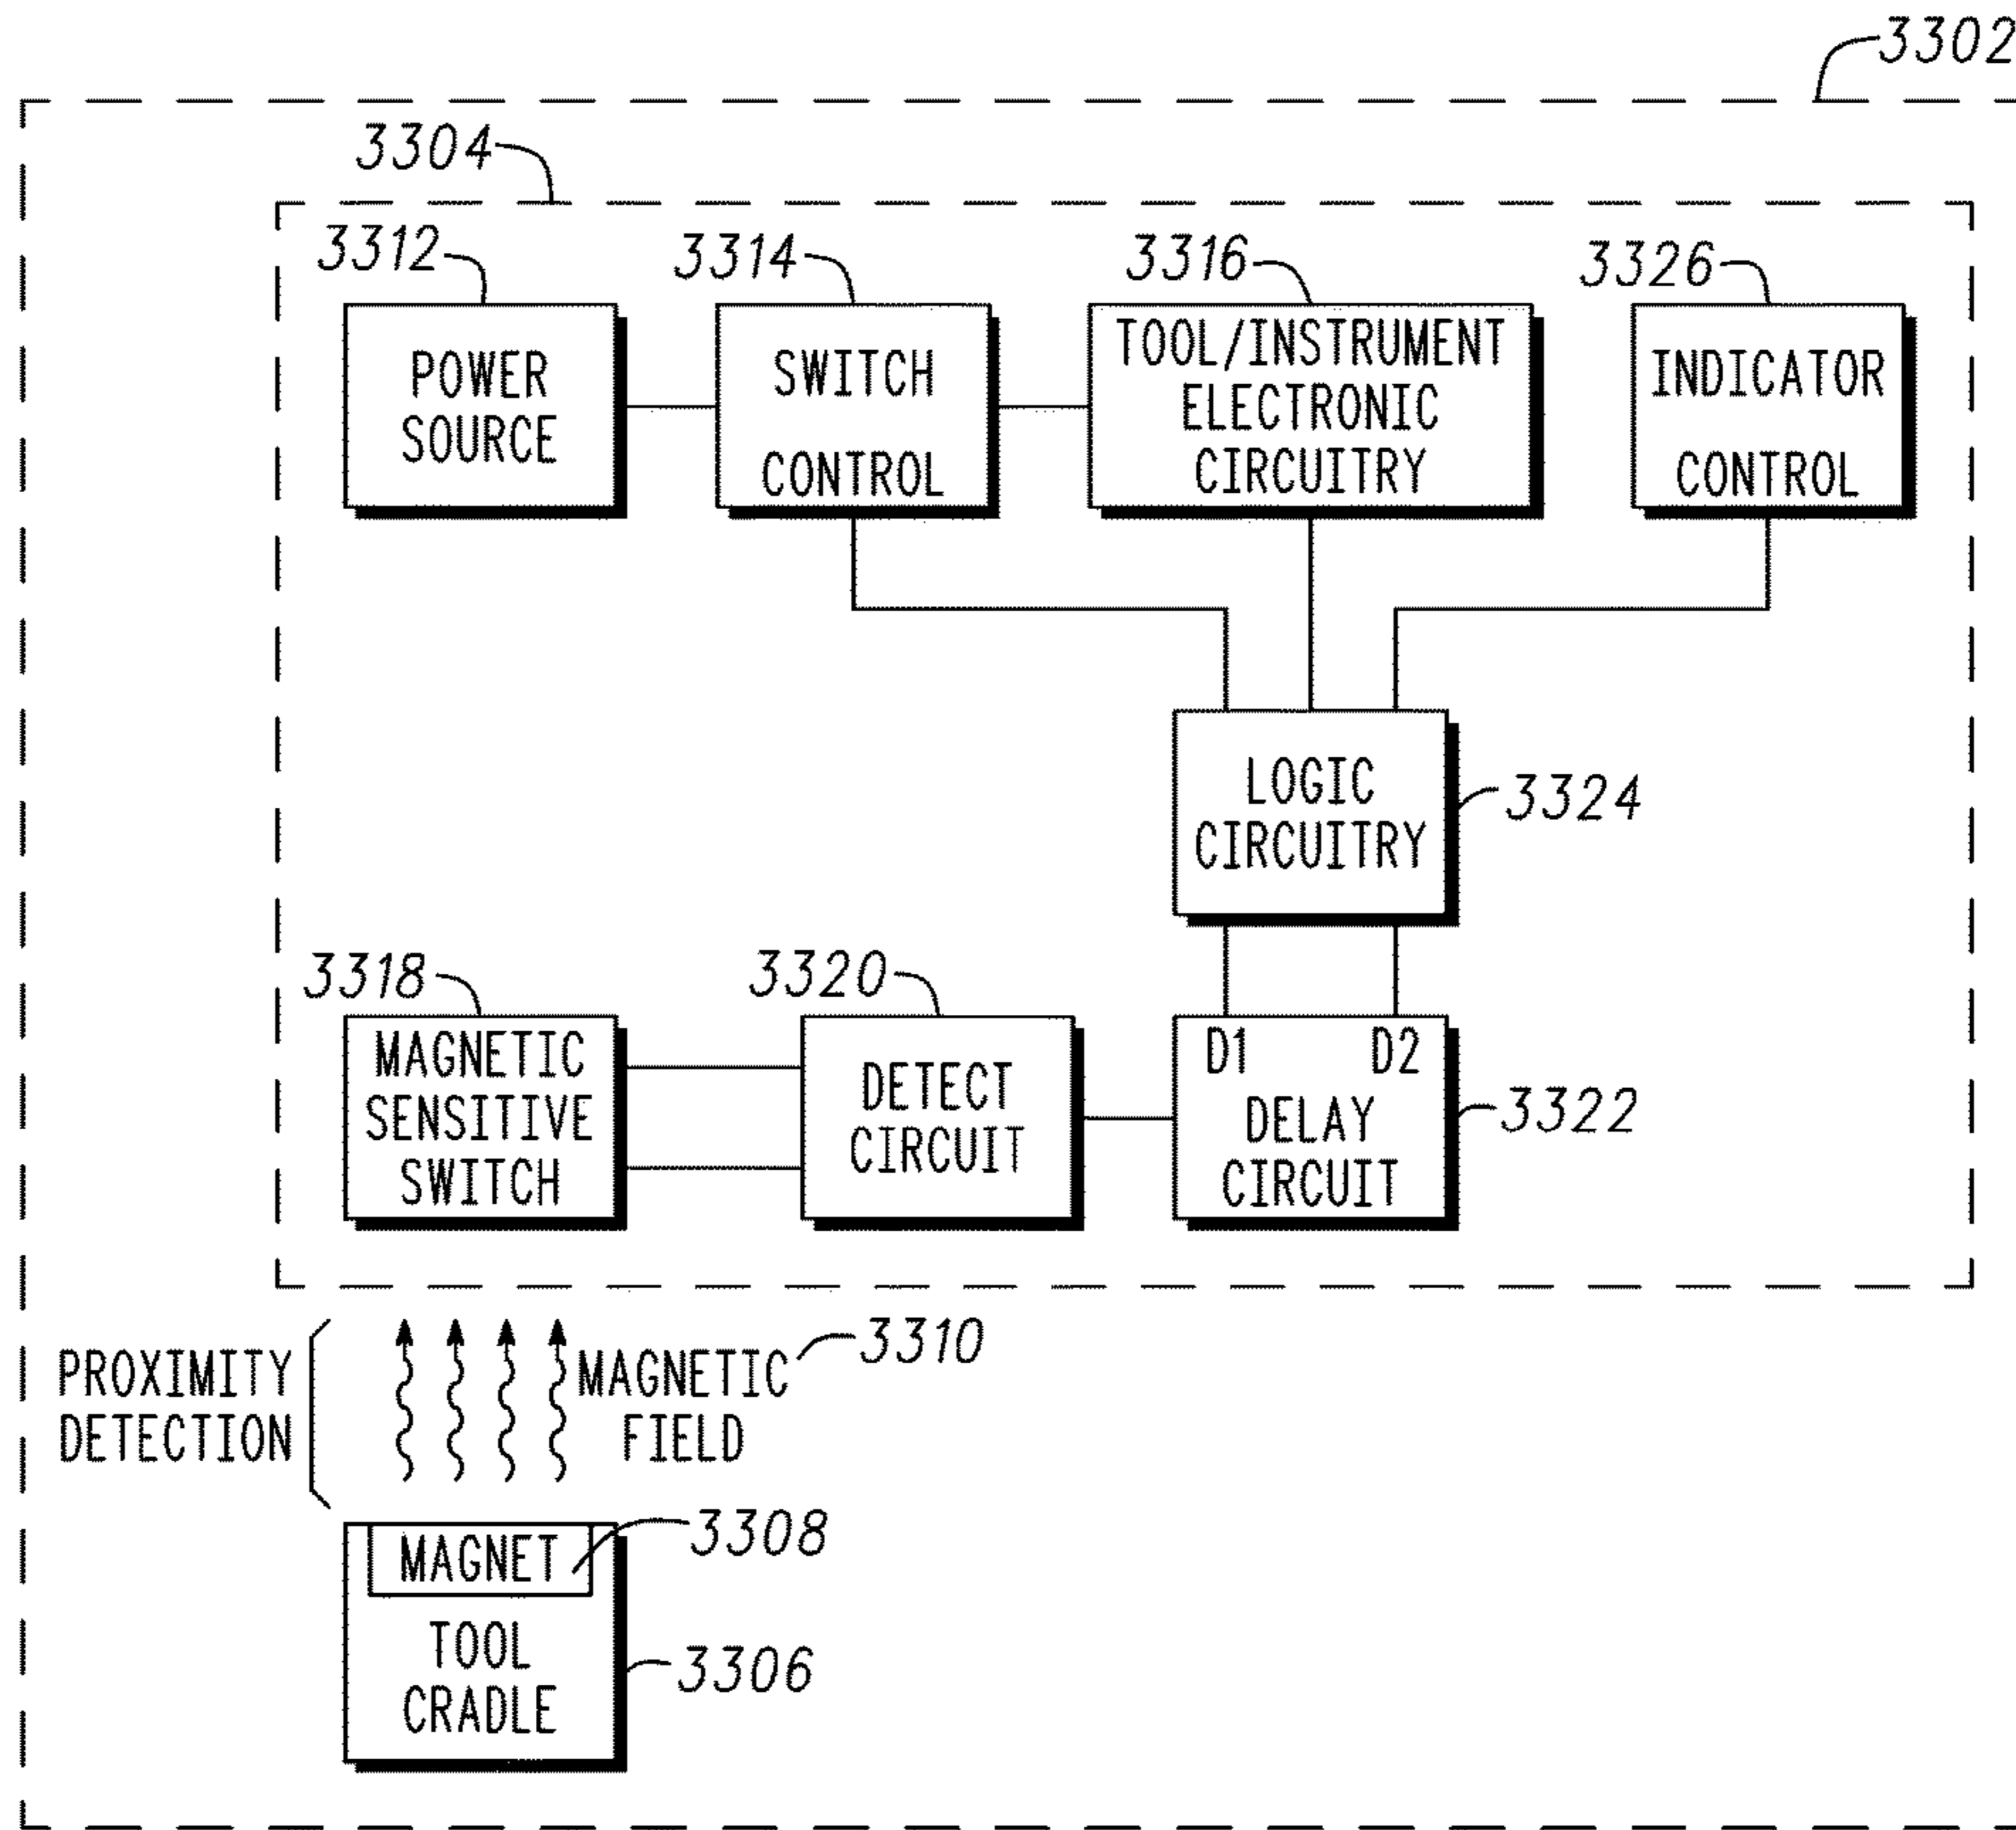 3302
3304
3312
3314
3316
3326
POWER
SOURCE
SWITCH
CONTROL
TOOL/INSTRUMENT
ELECTRONIC
CIRCUITRY
INDICATOR
CONTROL
LOGIC
CIRCUITRY
3324
3318
3320
MAGNETIC
SENSITIVE
SWITCH
DETECT
CIRCUIT
D1 D2
DELAY
CIRCUIT
3322
PROXIMITY
DETECTION
MAGNETIC
FIELD
3310
MAGNET
3308
TOOL
CRADLE
3306